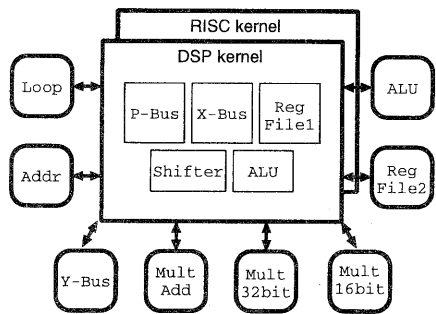 RISC kernel
DSP kernel
Loop
P-Bus
X-Bus
Reg
File1
ALU
Addr
Shifter
ALU
Reg
File2
Y-Bus
Mult
Add
Mult
32bit
Mult
16bit